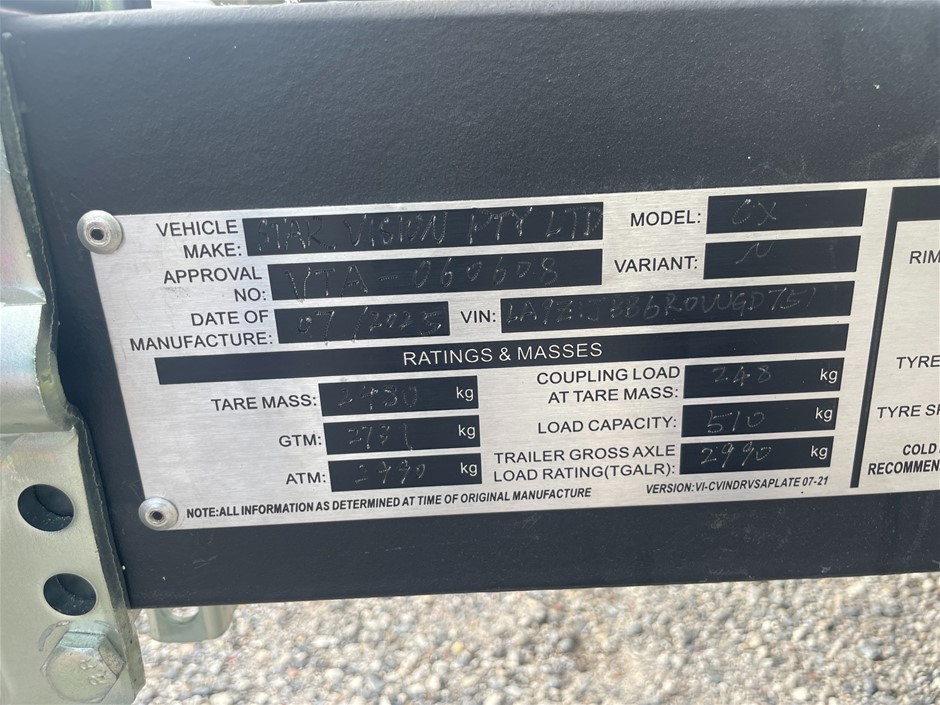 VEHICLE MAKE: VISION PTY LTD
MODEL: CX
APPROVAL NO: VTA-060608
VARIANT: N
DATE OF MANUFACTURE: 07/2023
VIN:
RATINGS & MASSES
TARE MASS: 2480 kg
COUPLING LOAD AT TARE MASS: 248 kg
GTM: kg
LOAD CAPACITY: 510 kg
ATM: kg
TRAILER GROSS AXLE LOAD RATING(TGALR): 2990 kg
NOTE:ALL INFORMATION AS DETERMINED AT TIME OF ORIGINAL MANUFACTURE
VERSION:VI-CVINDRVSAPLATE 07-21
RIM
TYRE
TYRE
COLD